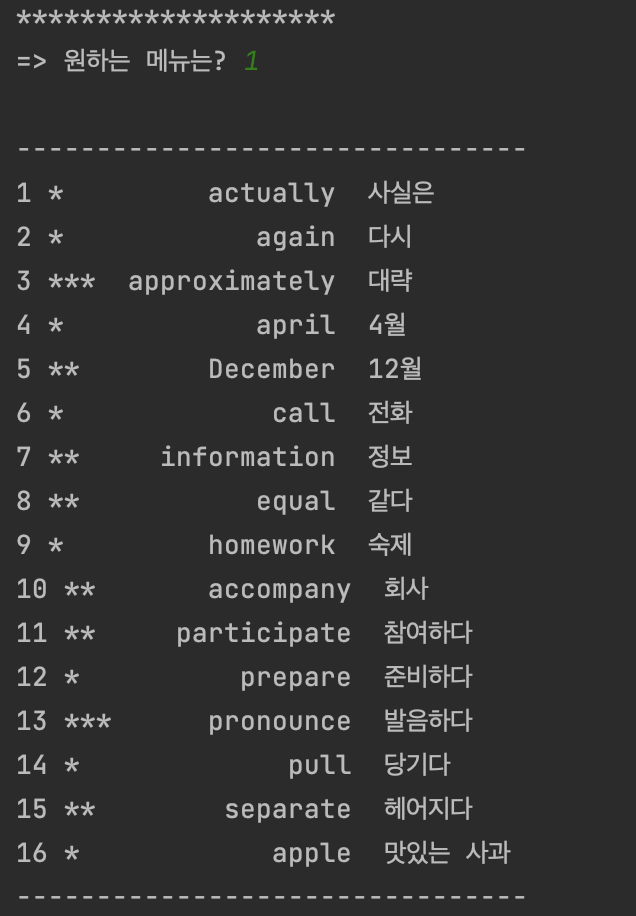 ********************
=> 원하는 메뉴는? 1
--------------------------------
1 *         actually  사실은
2 *            again  다시
3 ***  approximately  대략
4 *            april  4월
5 **        December  12월
6 *             call  전화
7 **     information  정보
8 **           equal  같다
9 *         homework  숙제
10 **       accompany  회사
11 **     participate  참여하다
12 *          prepare  준비하다
13 ***      pronounce  발음하다
14 *             pull  당기다
15 **        separate  헤어지다
16 *            apple  맛있는 사과
--------------------------------